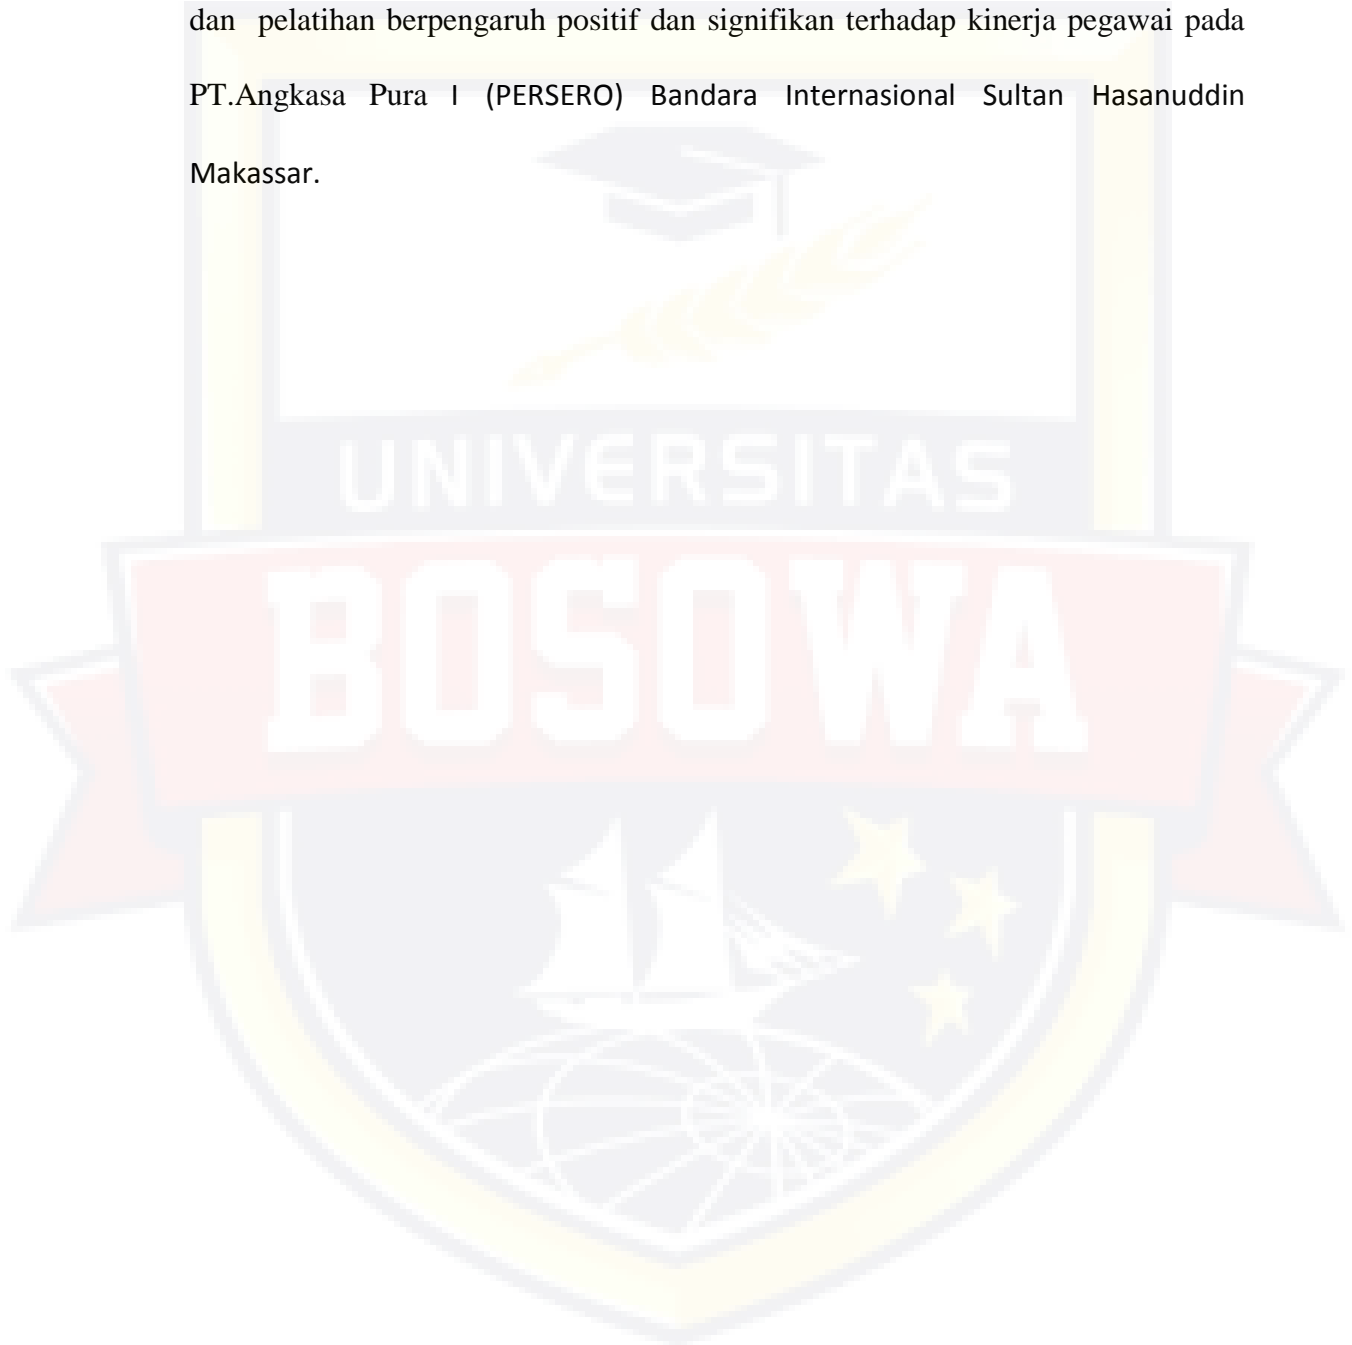 dan pelatihan berpengaruh positif dan signifikan terhadap kinerja pegawai pada
PT.Angkasa Pura I (PERSERO) Bandara Internasional Sultan Hasanuddin
Makassar.
UNIVERSITAS
BOSOWA